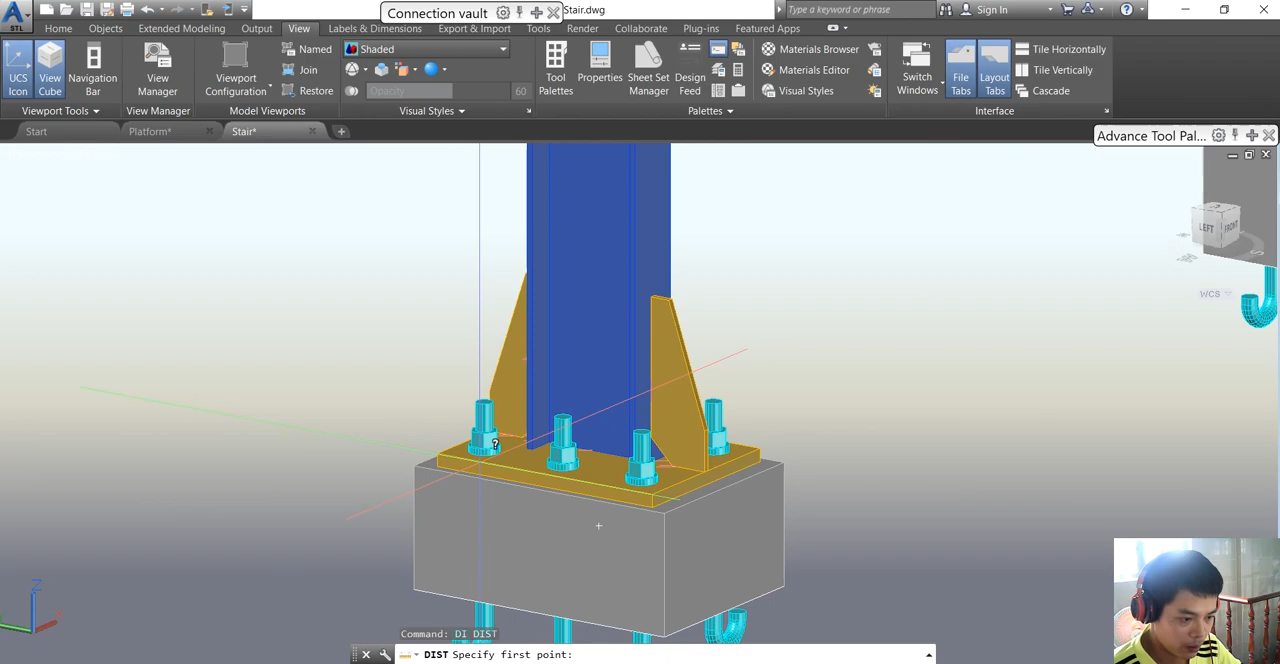 Connection vault
Stair.dwg
Type a keyword or phrase
Sign In
STL
Home
Objects
Extended Modeling
Output
View
Labels & Dimensions
Export & Import
Tools
Render
Collaborate
Plug-ins
Featured Apps
UCS Icon
View Cube
Navigation Bar
View Manager
Viewport Configuration
Named
Join
Restore
Shaded
Opacity
60
Tool Palettes
Properties
Sheet Set Manager
Design Feed
Materials Browser
Materials Editor
Visual Styles
Switch Windows
File Tabs
Layout Tabs
Tile Horizontally
Tile Vertically
Cascade
Viewport Tools
View Manager
Model Viewports
Visual Styles
Palettes
Interface
Start
Platform*
Stair*
Advance Tool Pal...
LEFT
FRONT
WCS
Z
Command: DI DIST
DIST Specify first point: